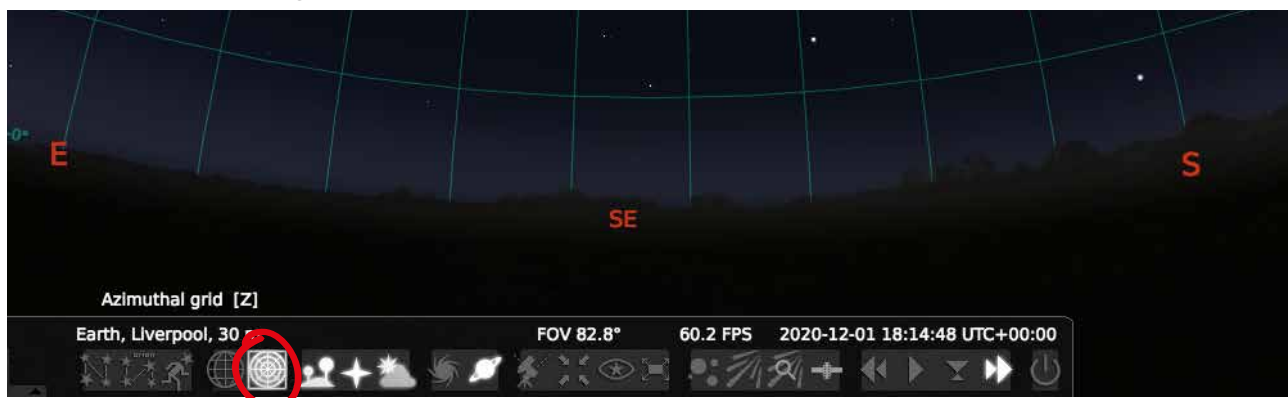 0°
E
S
SE
Azimuthal grid [Z]
Earth, Liverpool, 30
FOV 82.8°
60.2 FPS
2020-12-01 18:14:48 UTC+00:00